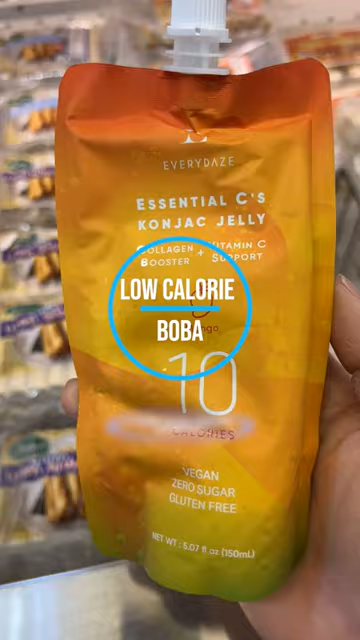 EVERYDAZE
ESSENTIAL C'S
KONJAC JELLY
COLLAGEN BOOSTER + VITAMIN C SUPPORT
LOW CALORIE
BOBA
10
CALORIES
VEGAN
ZERO SUGAR
GLUTEN FREE
NET WT : 5.07 fl.oz (150mL)